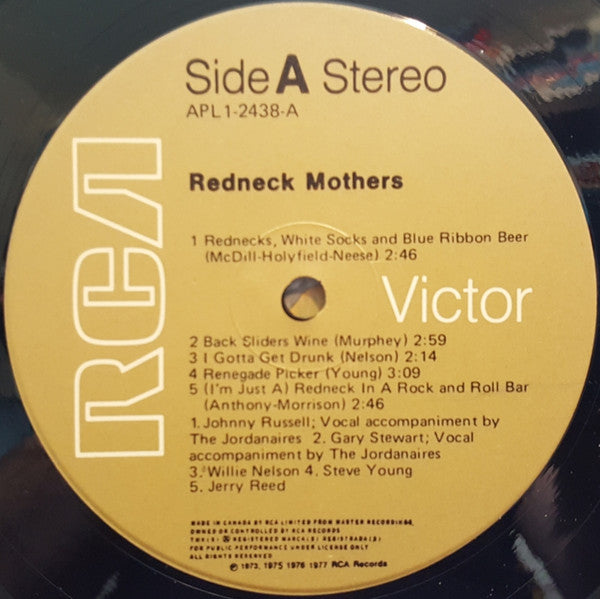 Side A Stereo
APL1-2438-A
Redneck Mothers
RCA
1 Rednecks, White Socks and Blue Ribbon Beer
(McDill-Holyfield-Neese) 2:46
Victor
2 Back Sliders Wine (Murphey) 2:59
3 I Gotta Get Drunk (Nelson) 2:14
4 Renegade Picker (Young) 3:09
5 (I'm Just A) Redneck In A Rock and Roll Bar
(Anthony-Morrison) 2:46
1. Johnny Russell; Vocal accompaniment by
The Jordanaires 2. Gary Stewart; Vocal
accompaniment by The Jordanaires
3. Willie Nelson 4. Steve Young
5. Jerry Reed
MADE IN CANADA BY RCA LIMITED FROM MASTER RECORDINGS
OWNED OR CONTROLLED BY RCA RECORDS
TMK(S) ® REGISTERED MARCA(S) REGISTRADA(S)
FOR PUBLIC PERFORMANCE UNDER LICENSE ONLY
ALL RIGHTS RESERVED
℗ 1973, 1975 1976 1977 RCA Records